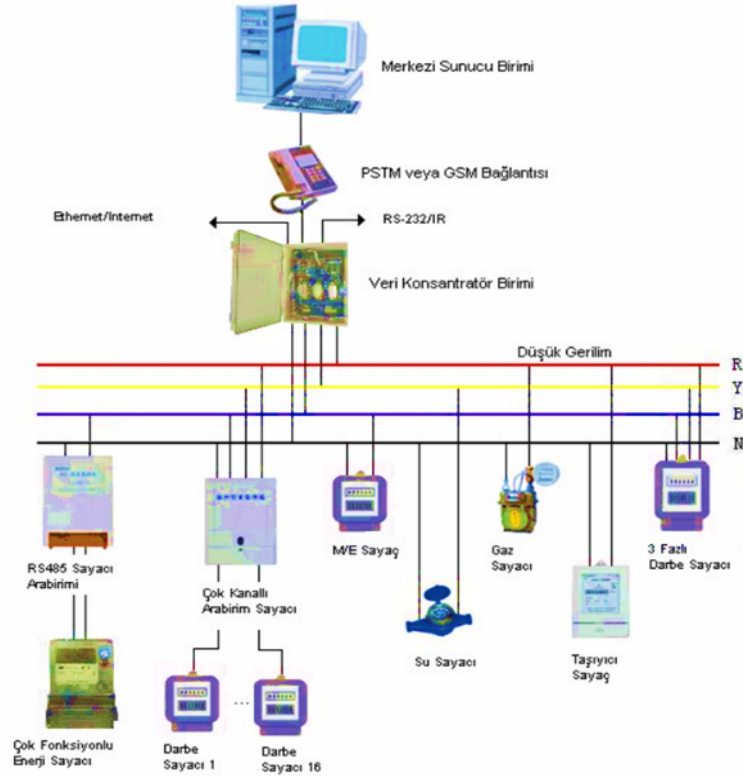 Merkezi Sunucu Birimi
PSTM veya GSM Bağlantısı
Ethernet/Internet
RS-232/IR
Veri Konsantratör Birimi
Düşük Gerilim
R
Y
B
N
RS485 Sayacı
Arabirimi
Çok Kanallı
Arabirim Sayacı
M/E Sayaç
Gaz
Sayacı
3 Fazlı
Darbe Sayacı
Su Sayacı
Taşıyıcı
Sayaç
Çok Fonksiyonlu
Enerji Sayacı
Darbe
Sayacı 1
...
Darbe
Sayacı 16